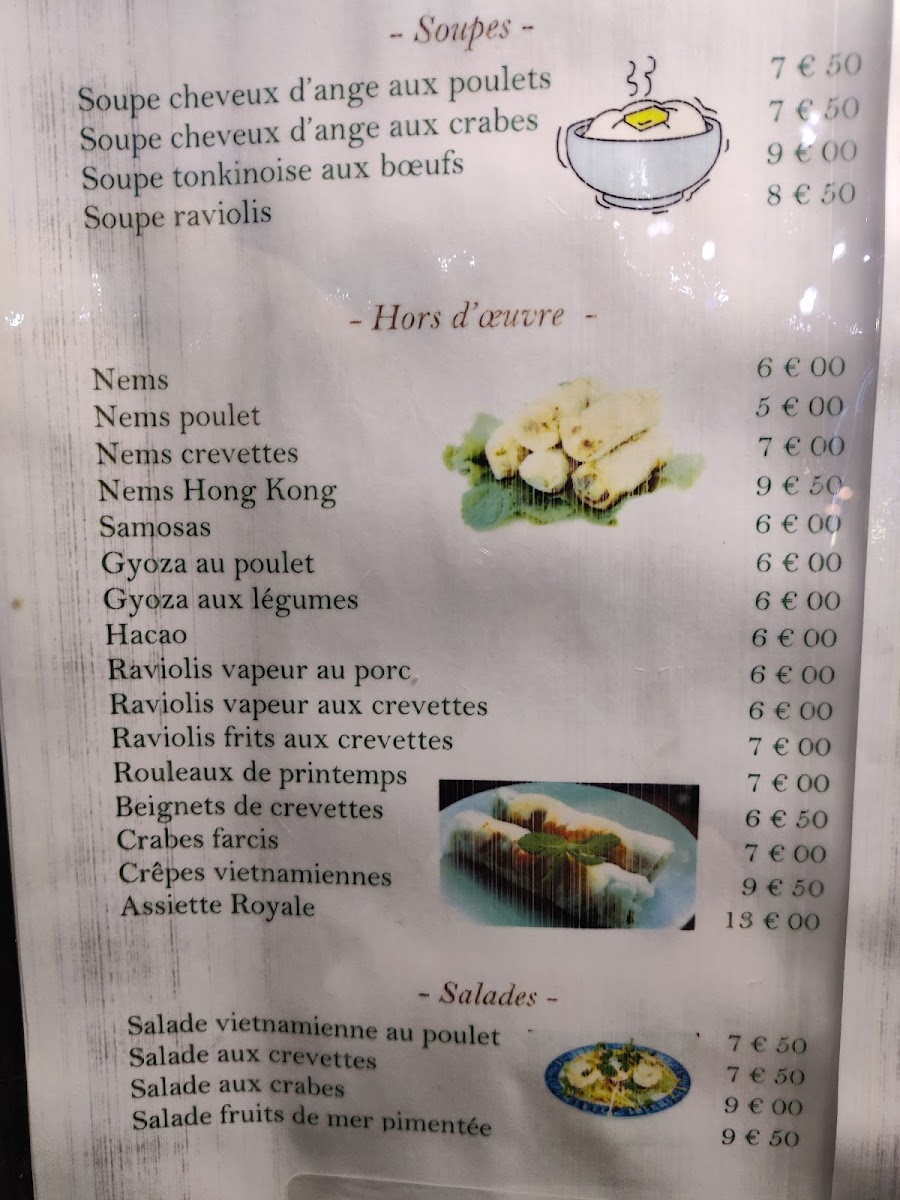 - Soupes -
Soupe cheveux d'ange aux poulets 7 € 50
Soupe cheveux d'ange aux crabes 7 € 50
Soupe tonkinoise aux bœufs 9 € 00
Soupe raviolis 8 € 50
- Hors d'œuvre -
Nems 6 € 00
Nems poulet 5 € 00
Nems crevettes 7 € 00
Nems Hong Kong 9 € 50
Samosas 6 € 00
Gyoza au poulet 6 € 00
Gyoza aux légumes 6 € 00
Hacao 6 € 00
Raviolis vapeur au porc 6 € 00
Raviolis vapeur aux crevettes 6 € 00
Raviolis frits aux crevettes 7 € 00
Rouleaux de printemps 7 € 00
Beignets de crevettes 6 € 50
Crabes farcis 7 € 00
Crêpes vietnamiennes 9 € 50
Assiette Royale 13 € 00
- Salades -
Salade vietnamienne au poulet 7 € 50
Salade aux crevettes 7 € 50
Salade aux crabes 9 € 00
Salade fruits de mer pimentée 9 € 50